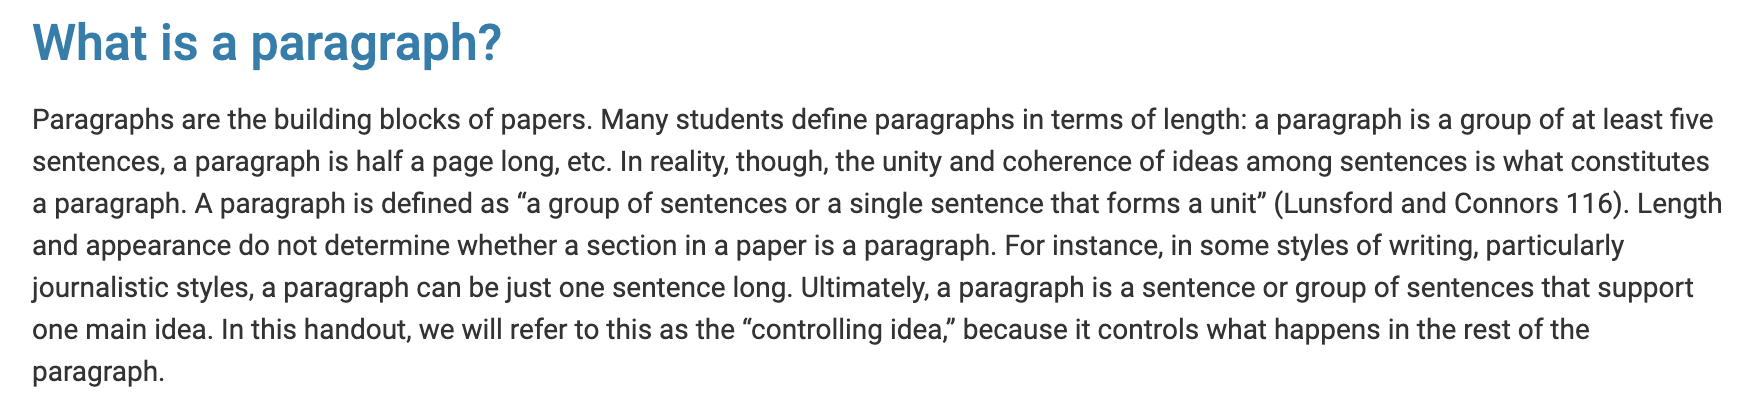 What is a paragraph?
Paragraphs are the building blocks of papers. Many students define paragraphs in terms of length: a paragraph is a group of at least five
sentences, a paragraph is half a page long, etc. In reality, though, the unity and coherence of ideas among sentences is what constitutes
a paragraph. A paragraph is defined as “a group of sentences or a single sentence that forms a unit” (Lunsford and Connors 116). Length
and appearance do not determine whether a section in a paper is a paragraph. For instance, in some styles of writing, particularly
journalistic styles, a paragraph can be just one sentence long. Ultimately, a paragraph is a sentence or group of sentences that support
one main idea. In this handout, we will refer to this as the “controlling idea,” because it controls what happens in the rest of the
paragraph.